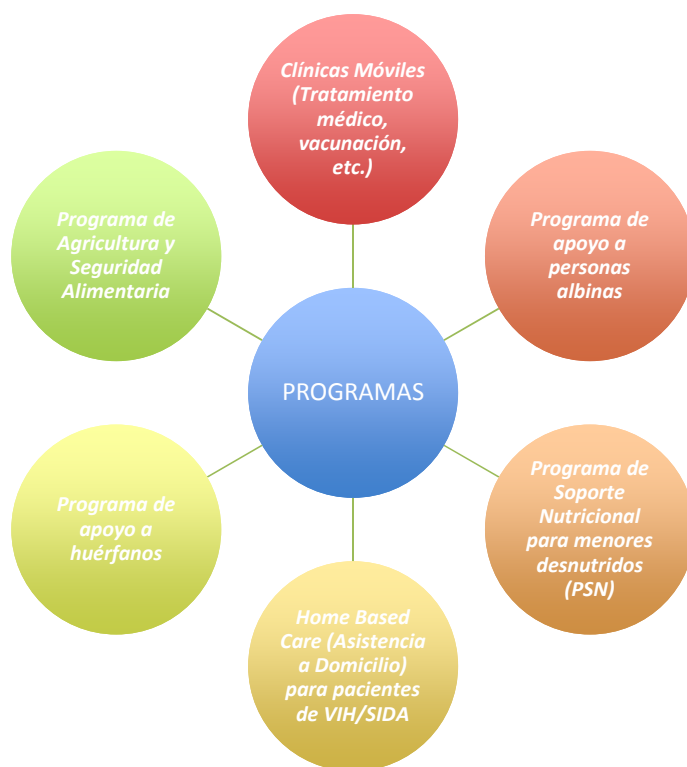 Clínicas Móviles
(Tratamiento
médico,
vacunación,
etc.)
Programa de
apoyo a
personas
albinas
Programa de
Soporte
Nutricional
para menores
desnutridos
(PSN)
Home Based
Care (Asistencia
a Domicilio)
para pacientes
de VIH/SIDA
Programa de
apoyo a
huérfanos
Programa de
Agricultura y
Seguridad
Alimentaria
PROGRAMAS